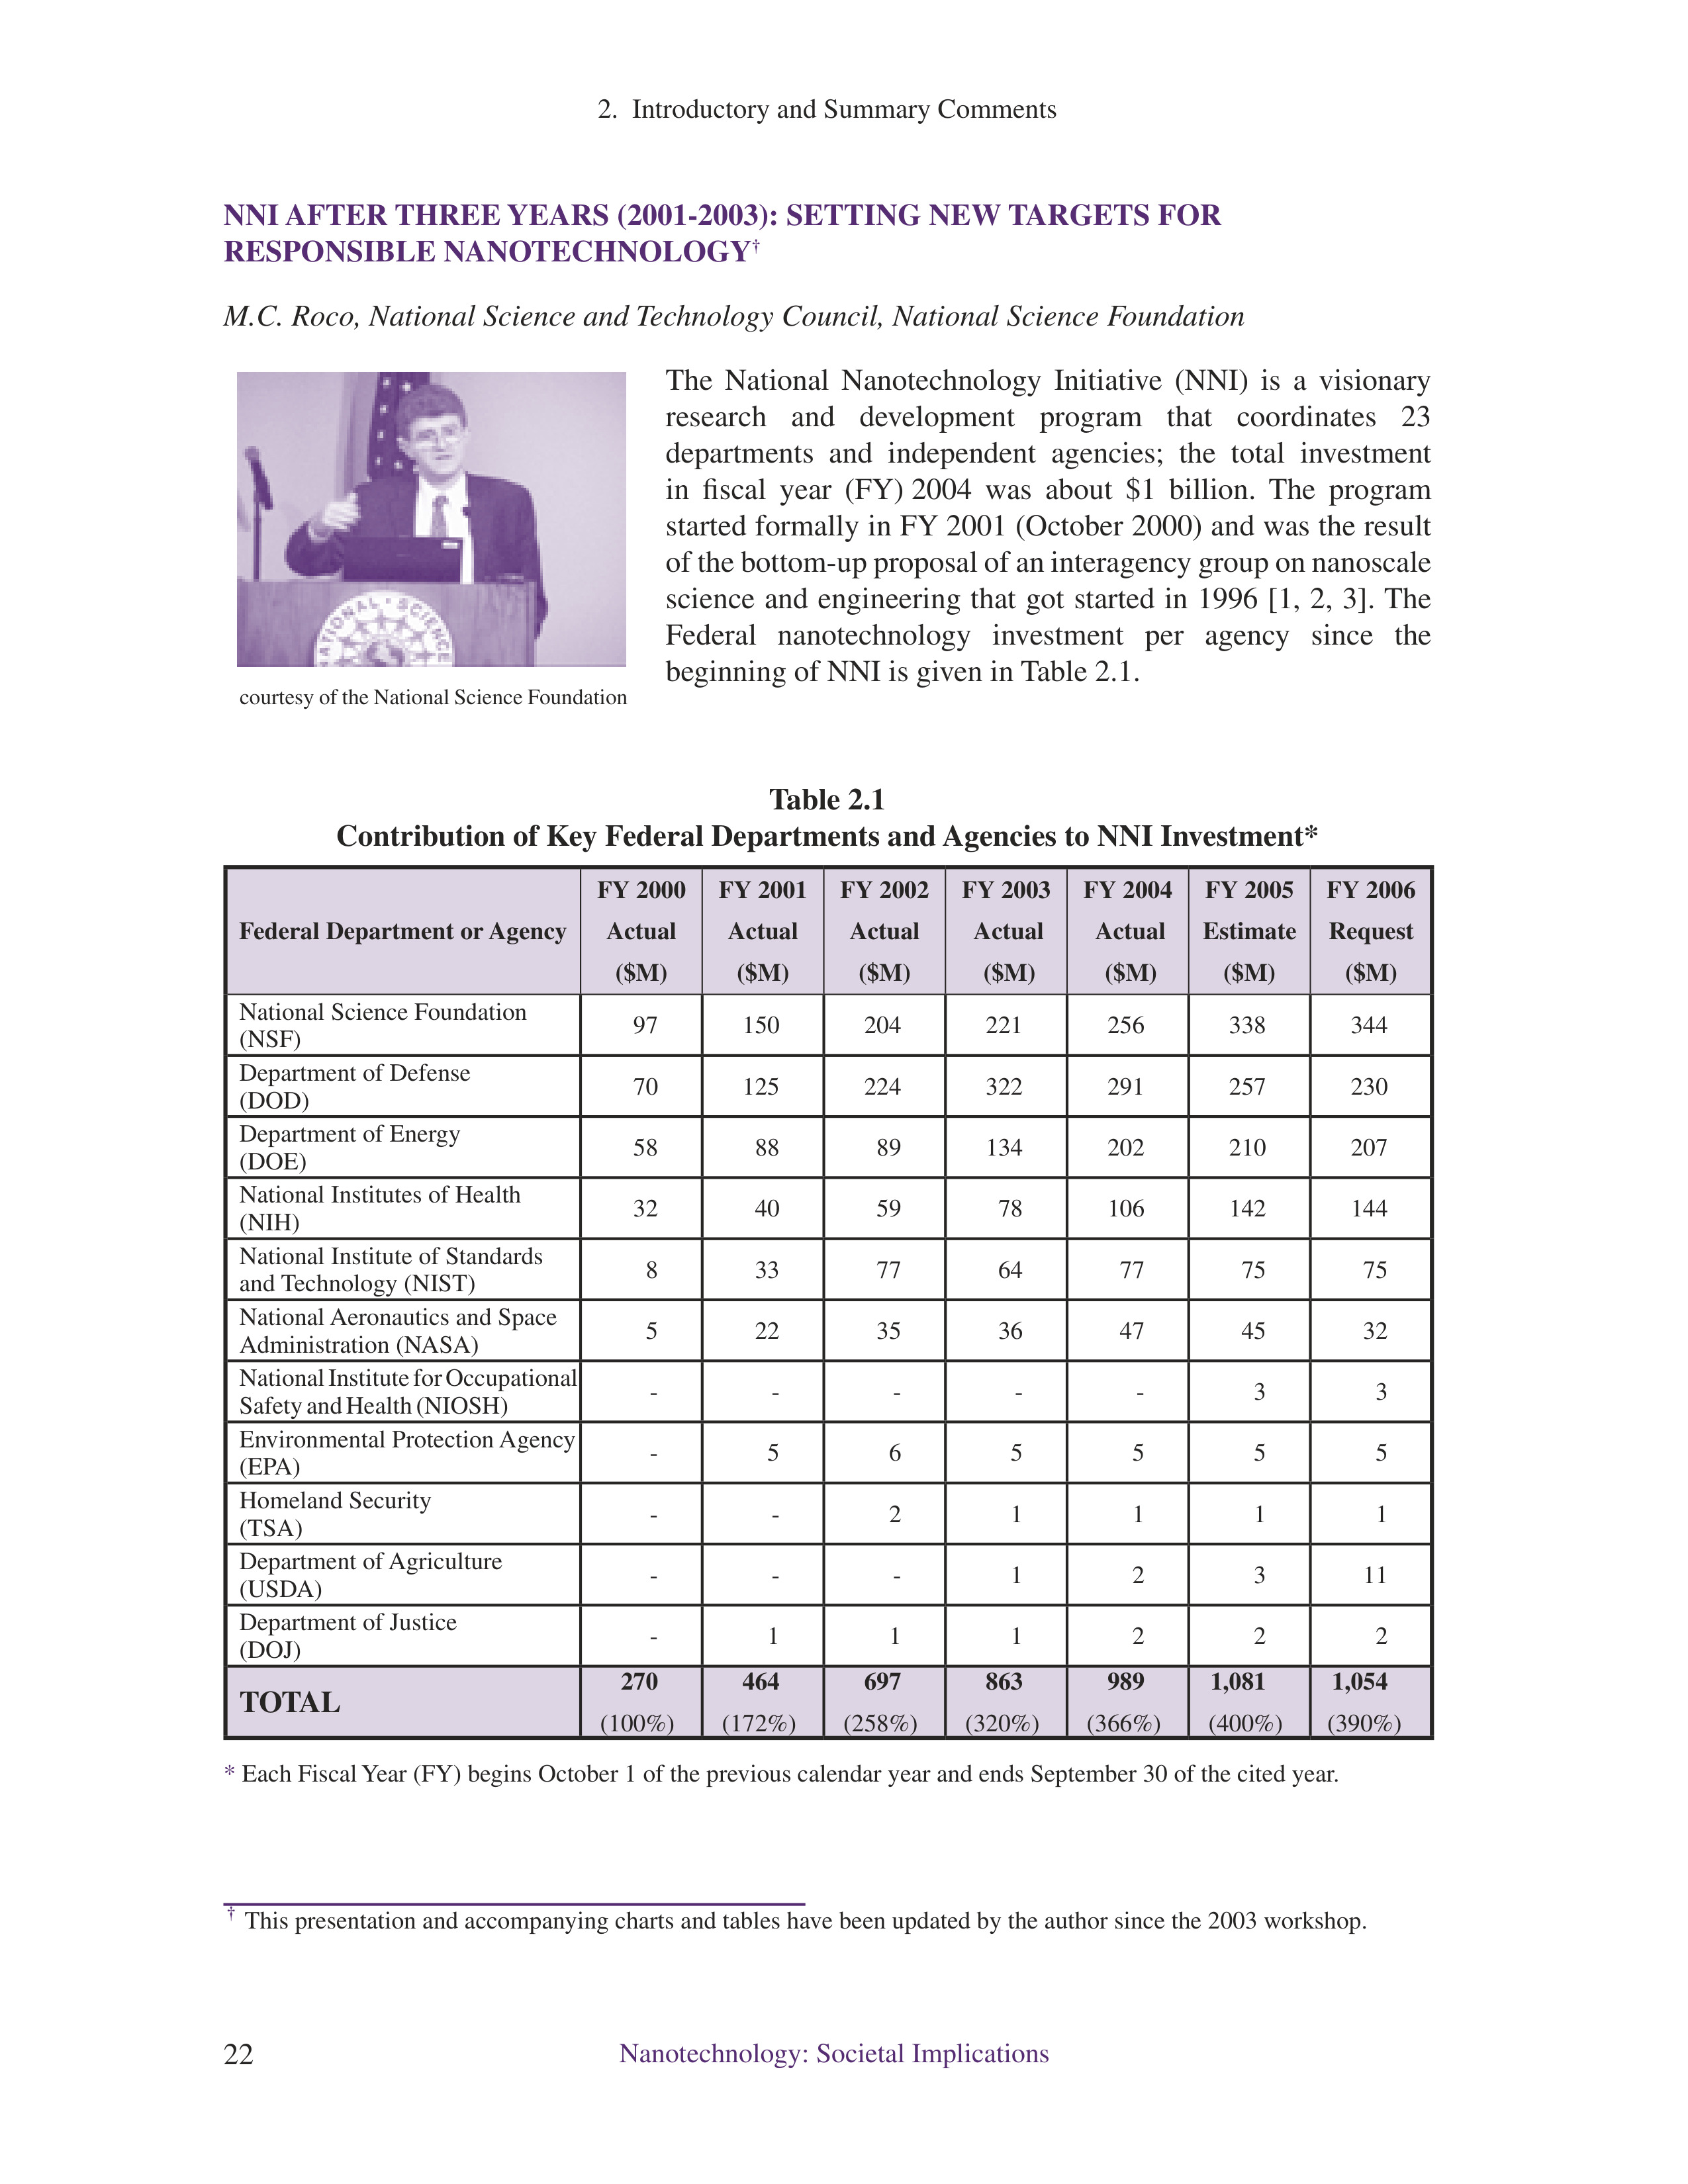 2. Introductory and Summary Comments
NNI AFTER THREE YEARS (2001-2003): SETTING NEW TARGETS FOR
RESPONSIBLE NANOTECHNOLOGY†
M.C. Roco, National Science and Technology Council, National Science Foundation
NATIONAL SCIENCE
courtesy of the National Science Foundation
The National Nanotechnology Initiative (NNI) is a visionary
research and development program that coordinates 23
departments and independent agencies; the total investment
in fiscal year (FY) 2004 was about $1 billion. The program
started formally in FY 2001 (October 2000) and was the result
of the bottom-up proposal of an interagency group on nanoscale
science and engineering that got started in 1996 [1, 2, 3]. The
Federal nanotechnology investment per agency since the
beginning of NNI is given in Table 2.1.
Table 2.1
Contribution of Key Federal Departments and Agencies to NNI Investment*
FY 2000 FY 2001 FY 2002 FY 2003 FY 2004 FY 2005 FY 2006
Federal Department or Agency Actual Actual Actual Actual Actual Estimate Request
($M) ($M) ($M) ($M) ($M) ($M) ($M)
National Science Foundation
(NSF) 97 150 204 221 256 338 344
Department of Defense
(DOD) 70 125 224 322 291 257 230
Department of Energy
(DOE) 58 88 89 134 202 210 207
National Institutes of Health
(NIH) 32 40 59 78 106 142 144
National Institute of Standards
and Technology (NIST) 8 33 77 64 77 75 75
National Aeronautics and Space
Administration (NASA) 5 22 35 36 47 45 32
National Institute for Occupational
Safety and Health (NIOSH) - - - - - 3 3
Environmental Protection Agency
(EPA) - 5 6 5 5 5 5
Homeland Security
(TSA) - - 2 1 1 1 1
Department of Agriculture
(USDA) - - - 1 2 3 11
Department of Justice
(DOJ) - 1 1 1 2 2 2
TOTAL 270 464 697 863 989 1,081 1,054
(100%) (172%) (258%) (320%) (366%) (400%) (390%)
* Each Fiscal Year (FY) begins October 1 of the previous calendar year and ends September 30 of the cited year.
† This presentation and accompanying charts and tables have been updated by the author since the 2003 workshop.
22 Nanotechnology: Societal Implications